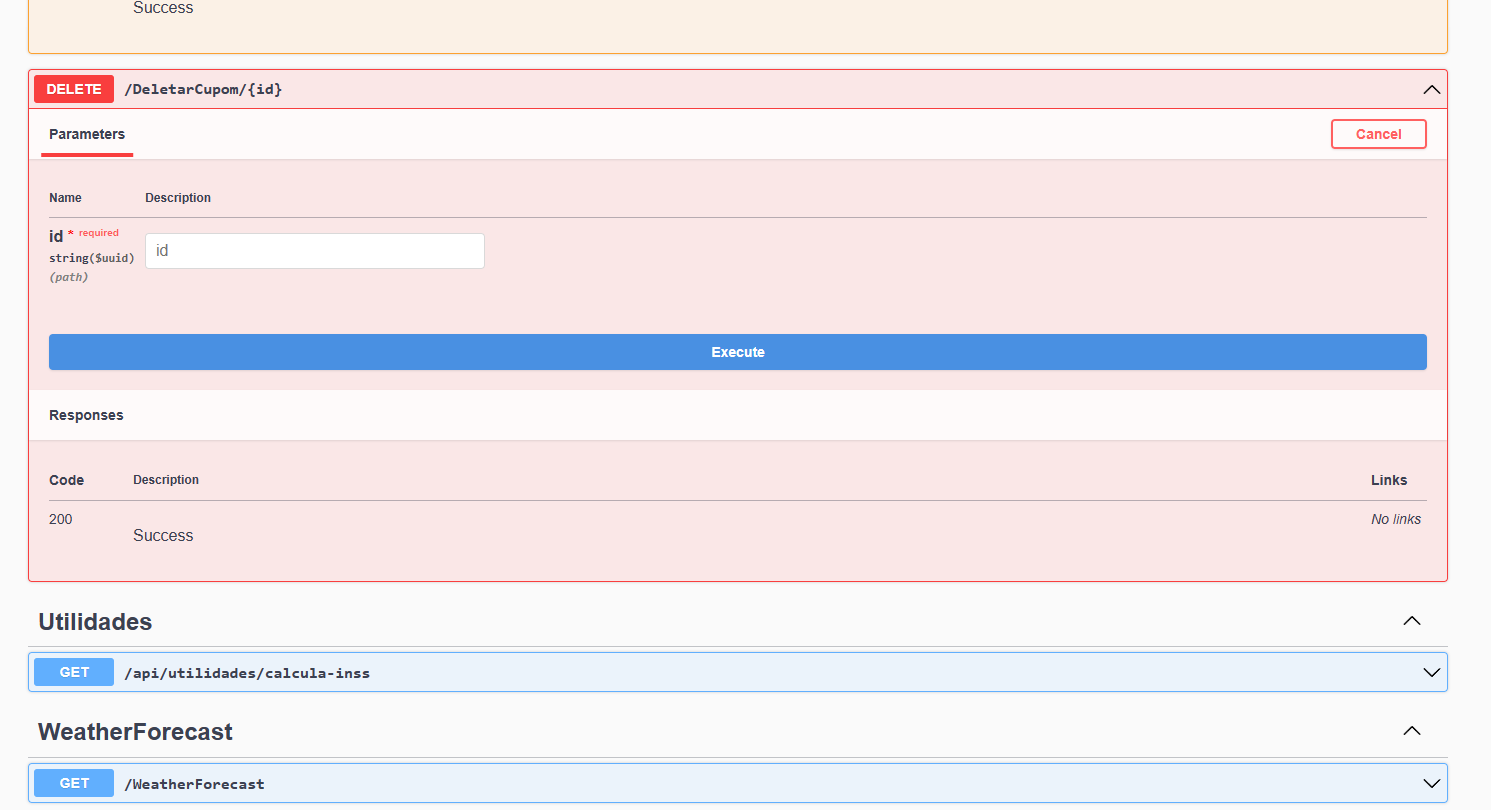 Success
DELETE /DeletarCupom/{id}
Parameters Cancel
Name Description
id * required
id
string($uuid)
(path)
Execute
Responses
Code Description Links
200 No links
Success
Utilidades
GET /api/utilidades/calcula-inss
WeatherForecast
GET /WeatherForecast